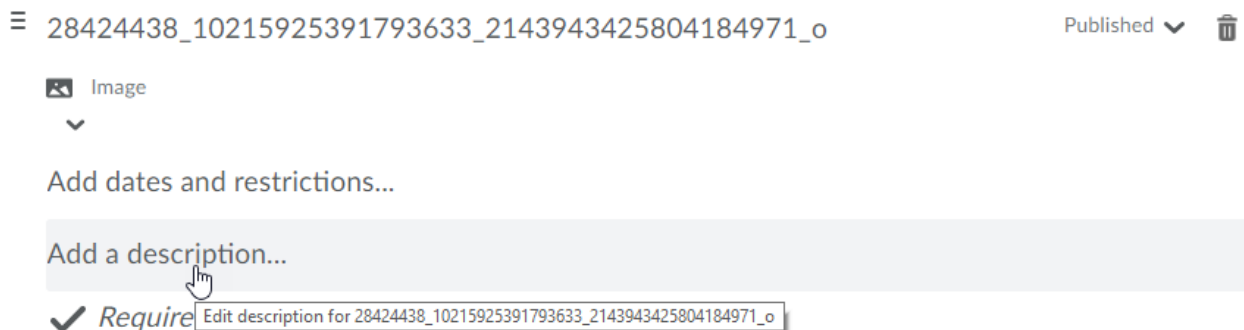 28424438_10215925391793633_2143943425804184971_o
Published
Image
Add dates and restrictions...
Add a description...
Require
Edit description for 28424438_10215925391793633_2143943425804184971_o